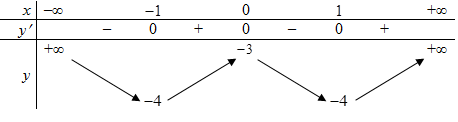 x −∞ −1 0 1 +∞
y′ − 0 + 0 − 0 +
+∞ −3 +∞
y
−4 −4